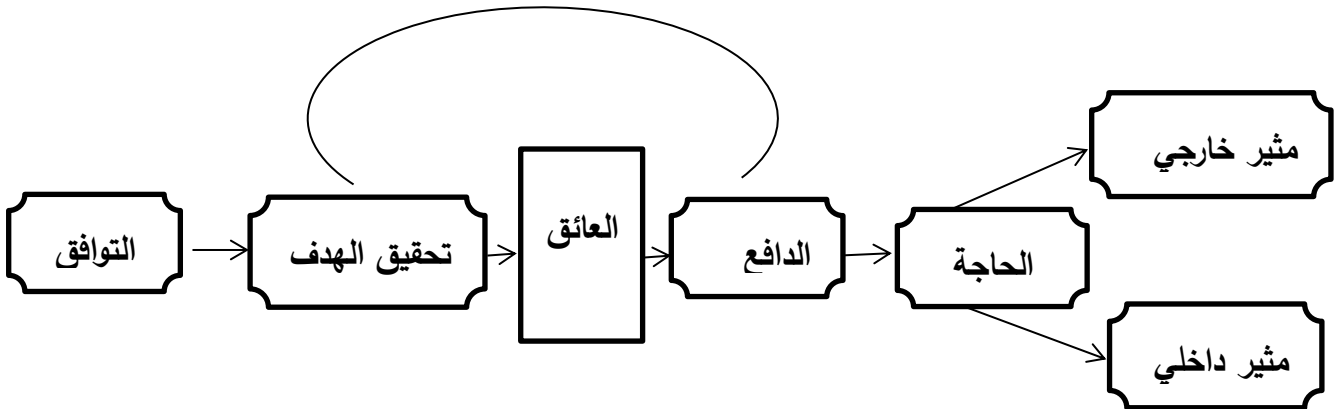 مثير خارجي
العائق
التوافق
تحقيق الهدف
الدافع
الحاجة
مثير داخلي